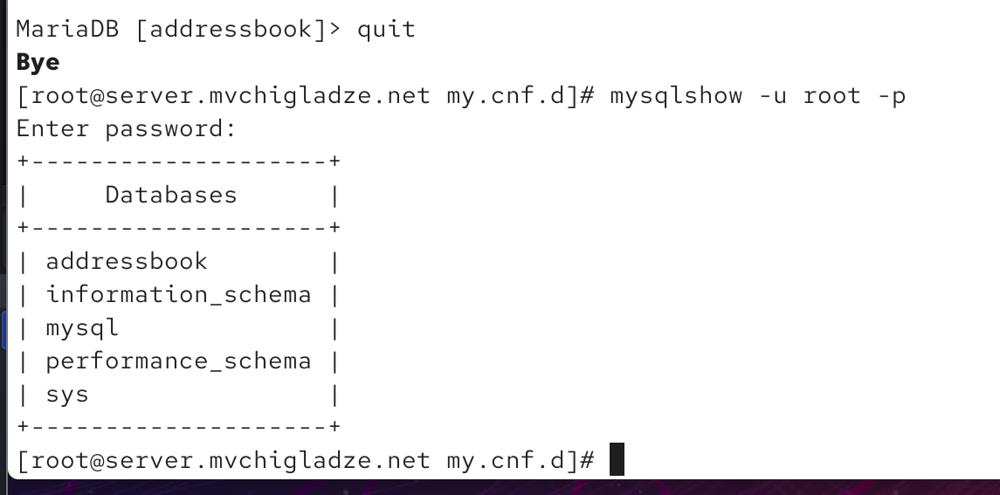 MariaDB [addressbook]> quit
Bye
[root@server.mvchigladze.net my.cnf.d]# mysqlshow -u root -p
Enter password:
+--------------------+
|     Databases      |
+--------------------+
| addressbook        |
| information_schema |
| mysql              |
| performance_schema |
| sys                |
+--------------------+
[root@server.mvchigladze.net my.cnf.d]#